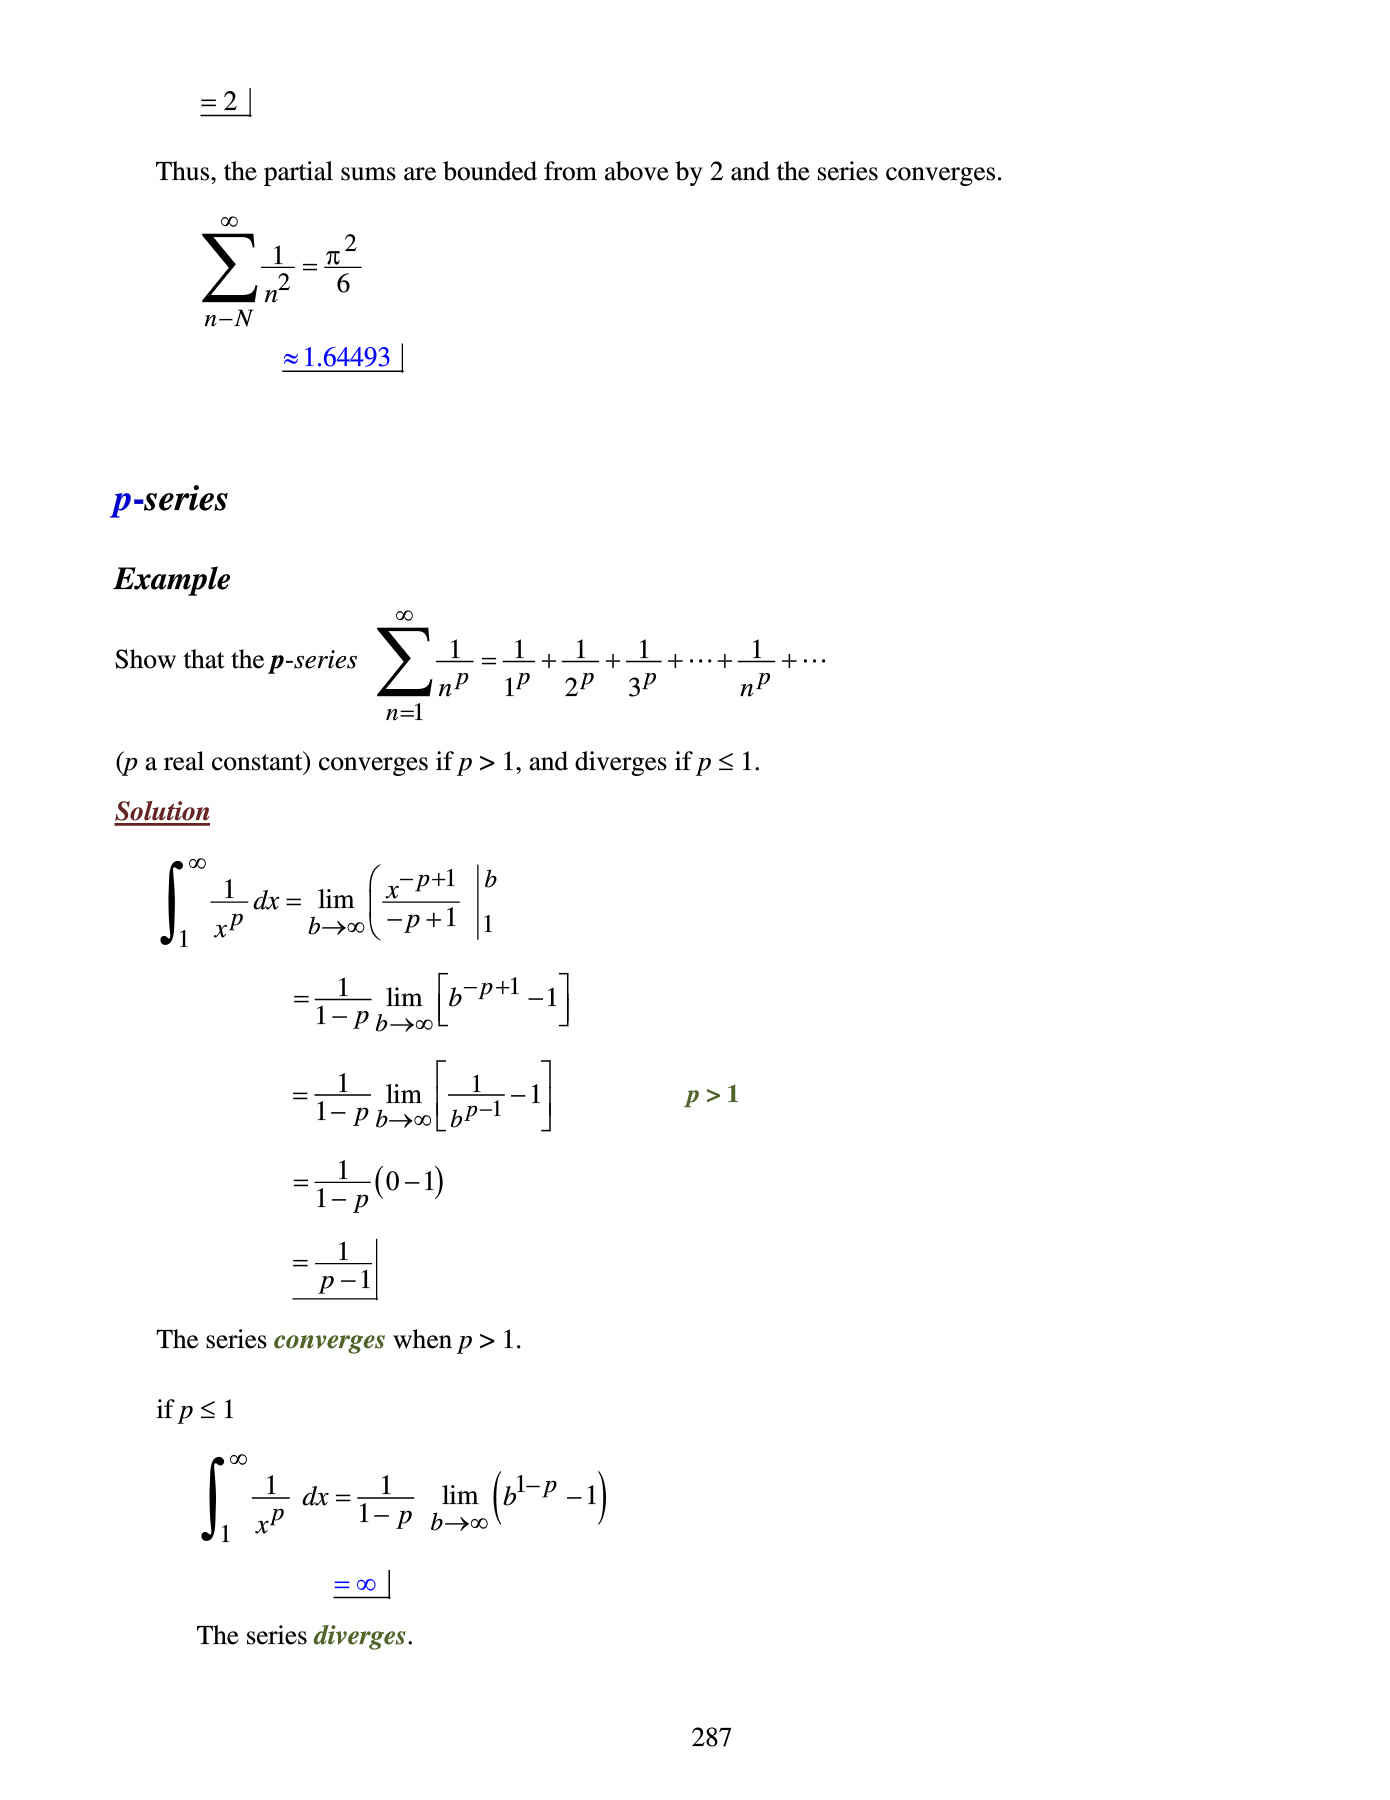 = 2
Thus, the partial sums are bounded from above by 2 and the series converges.
\sum_{n-N}^{\infty} \frac{1}{n^2} = \frac{\pi^2}{6}
≈ 1.64493
p-series
Example
Show that the p-series \sum_{n=1}^{\infty} \frac{1}{n^p} = \frac{1}{1^p} + \frac{1}{2^p} + \frac{1}{3^p} + \cdots + \frac{1}{n^p} + \cdots
(p a real constant) converges if p > 1, and diverges if p ≤ 1.
Solution
\int_1^{\infty} \frac{1}{x^p} dx = \lim_{b \to \infty} \left( \frac{x^{-p+1}}{-p+1} \right|_1^b
= \frac{1}{1-p} \lim_{b \to \infty} \left[ b^{-p+1} - 1 \right]
= \frac{1}{1-p} \lim_{b \to \infty} \left[ \frac{1}{b^{p-1}} - 1 \right] p > 1
= \frac{1}{1-p} (0 - 1)
= \frac{1}{p-1}
The series converges when p > 1.
if p ≤ 1
\int_1^{\infty} \frac{1}{x^p} dx = \frac{1}{1-p} \lim_{b \to \infty} \left( b^{1-p} - 1 \right)
= ∞
The series diverges.
287